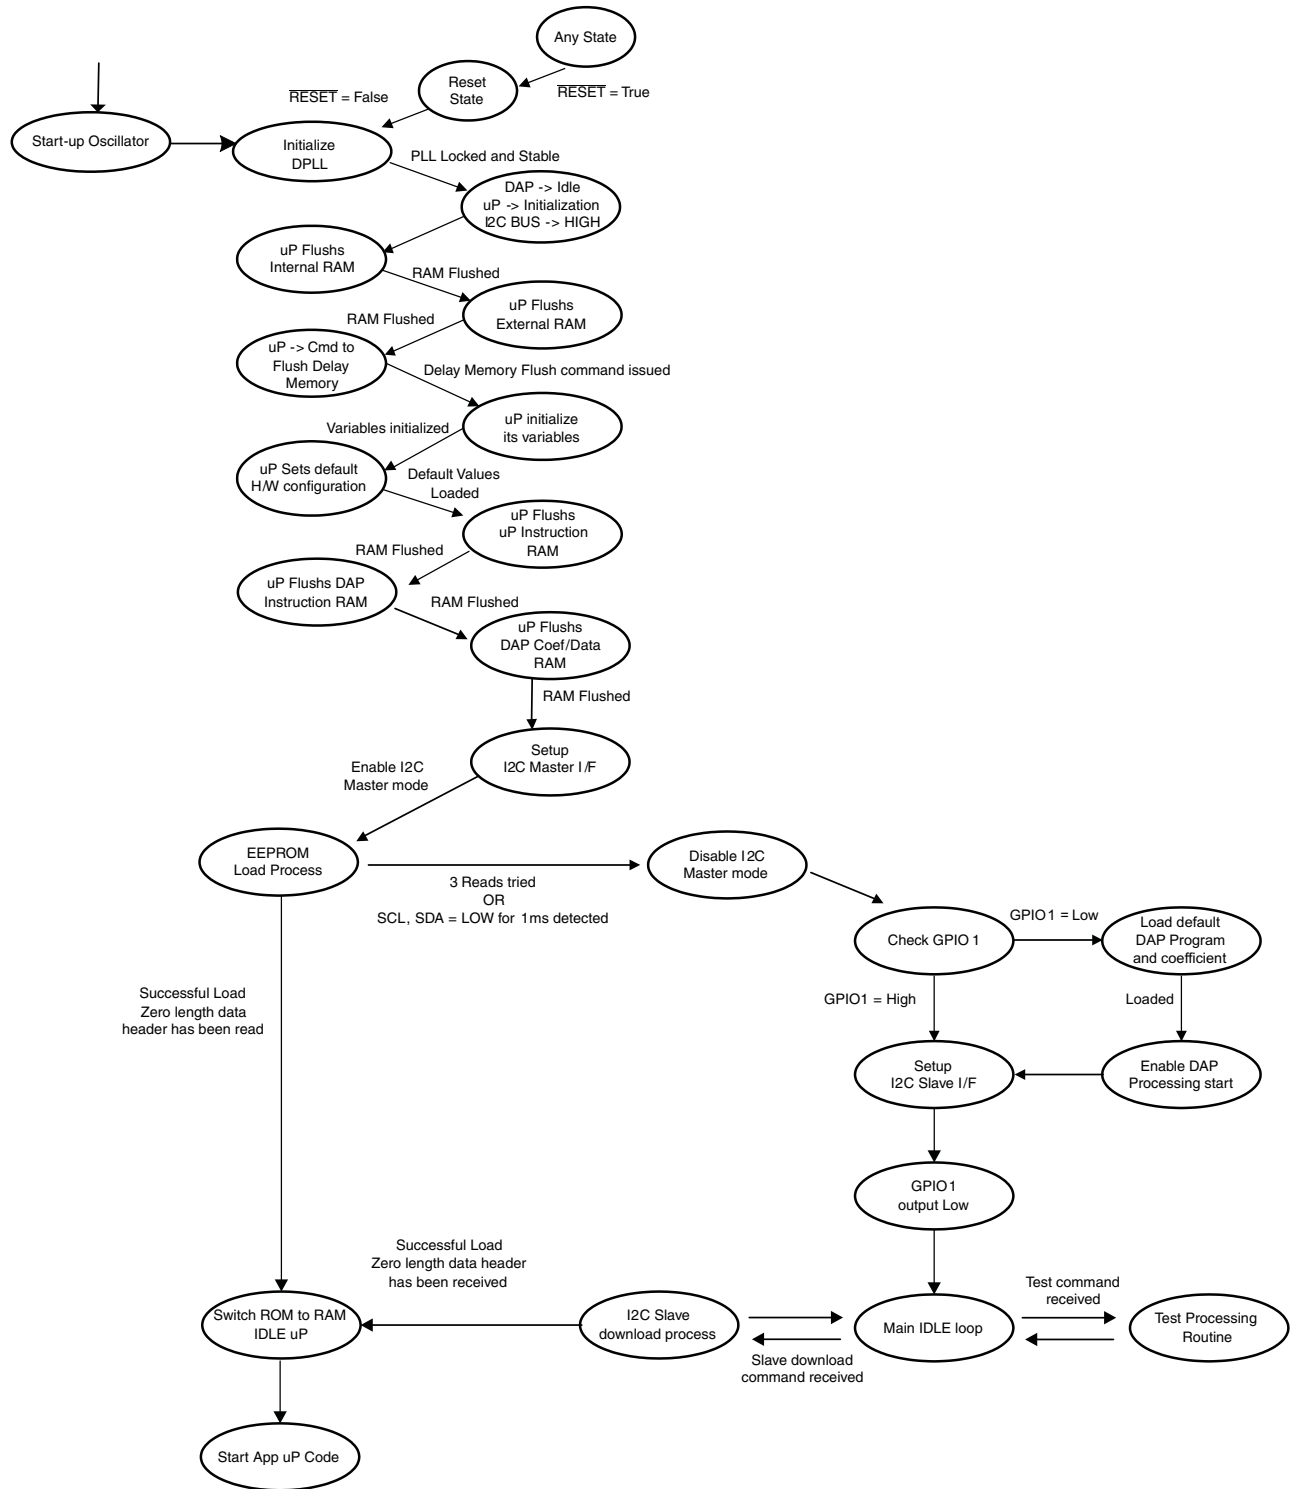 Any State
Reset
State
RESET = False
RESET = True
Start-up Oscillator
Initialize
DPLL
PLL Locked and Stable
DAP -> Idle
uP -> Initialization
I2C BUS -> HIGH
uP Flushs
Internal RAM
RAM Flushed
uP Flushs
External RAM
RAM Flushed
uP -> Cmd to
Flush Delay
Memory
Delay Memory Flush command issued
uP initialize
its variables
Variables initialized
uP Sets default
H/W configuration
Default Values
Loaded
uP Flushs
uP Instruction
RAM
RAM Flushed
uP Flushs DAP
Instruction RAM
RAM Flushed
uP Flushs
DAP Coef/Data
RAM
RAM Flushed
Setup
I2C Master I/F
Enable I2C
Master mode
EEPROM
Load Process
3 Reads tried
OR
SCL, SDA = LOW for 1ms detected
Disable I2C
Master mode
Check GPIO1
GPIO1 = Low
Load default
DAP Program
and coefficient
GPIO1 = High
Loaded
Successful Load
Zero length data
header has been read
Setup
I2C Slave I/F
Enable DAP
Processing start
GPIO1
output Low
Successful Load
Zero length data header
has been received
Switch ROM to RAM
IDLE uP
I2C Slave
download process
Slave download
command received
Main IDLE loop
Test command
received
Test Processing
Routine
Start App uP Code